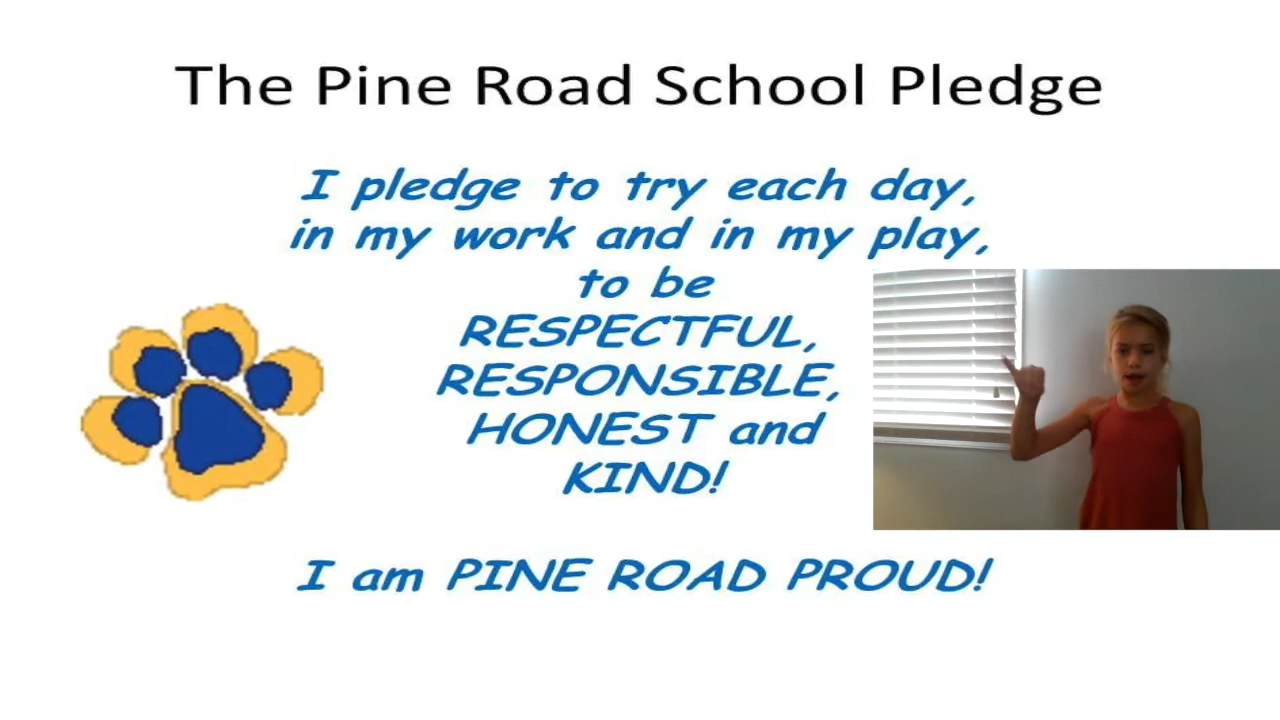 The Pine Road School Pledge
I pledge to try each day,
in my work and in my play,
to be
RESPECTFUL,
RESPONSIBLE,
HONEST and
KIND!
I am PINE ROAD PROUD!